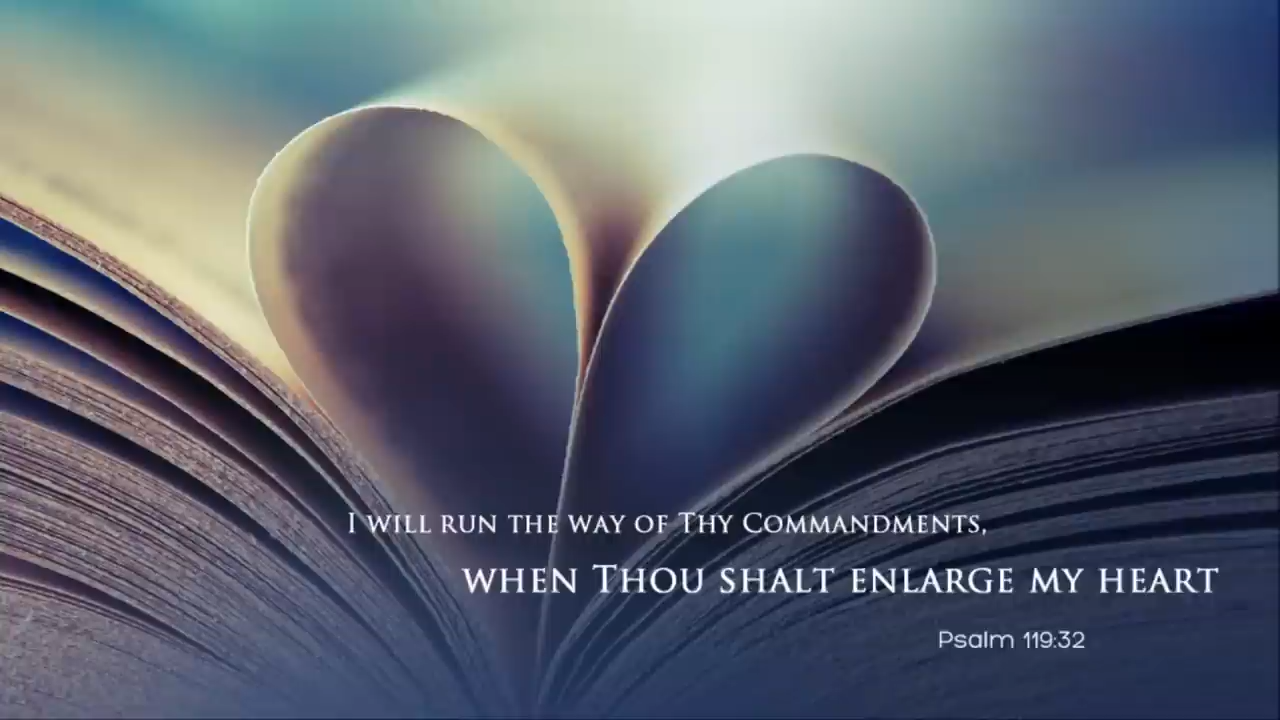 I will run the way of Thy Commandments,
when Thou shalt enlarge my heart
Psalm 119:32